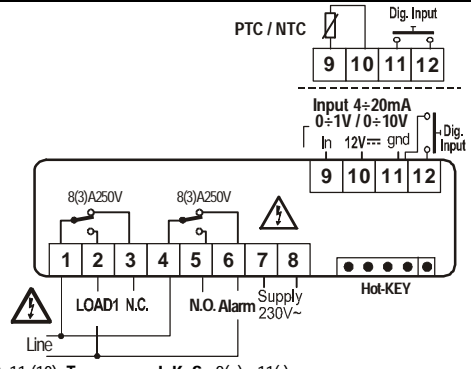 PTC / NTC
Dig. Input
9 10 11 12
Input 4÷20mA
0÷1V / 0÷10V
In 12V gnd
Dig.
Input
9 10 11 12
8(3)A250V 8(3)A250V
1 2 3 4 5 6 7 8
LOAD1 N.C. N.O. Alarm Supply
230V~
Hot-KEY
Line